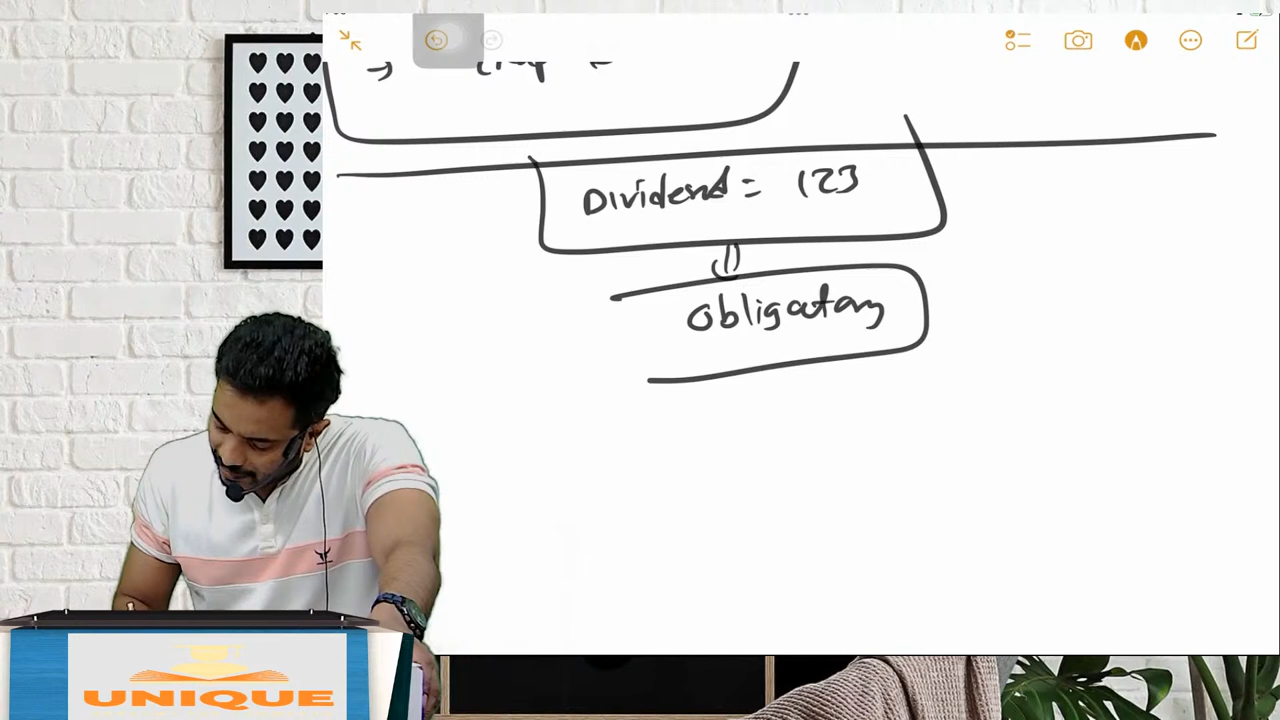 Dividend = 123
Obligatory
UNIQUE